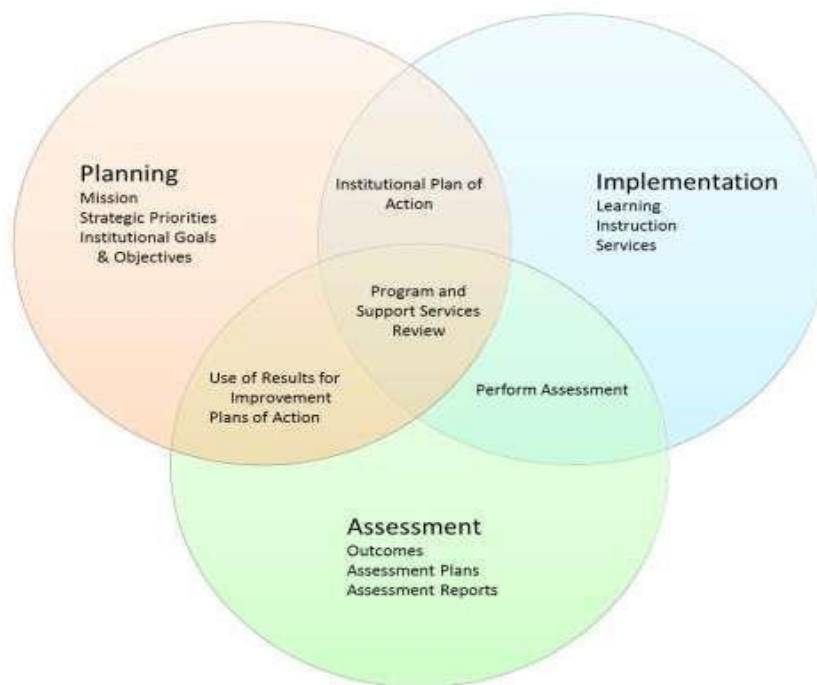 Planning
Mission
Strategic Priorities
Institutional Goals
& Objectives
Institutional Plan of
Action
Implementation
Learning
Instruction
Services
Program and
Support Services
Review
Use of Results for
Improvement
Plans of Action
Perform Assessment
Assessment
Outcomes
Assessment Plans
Assessment Reports